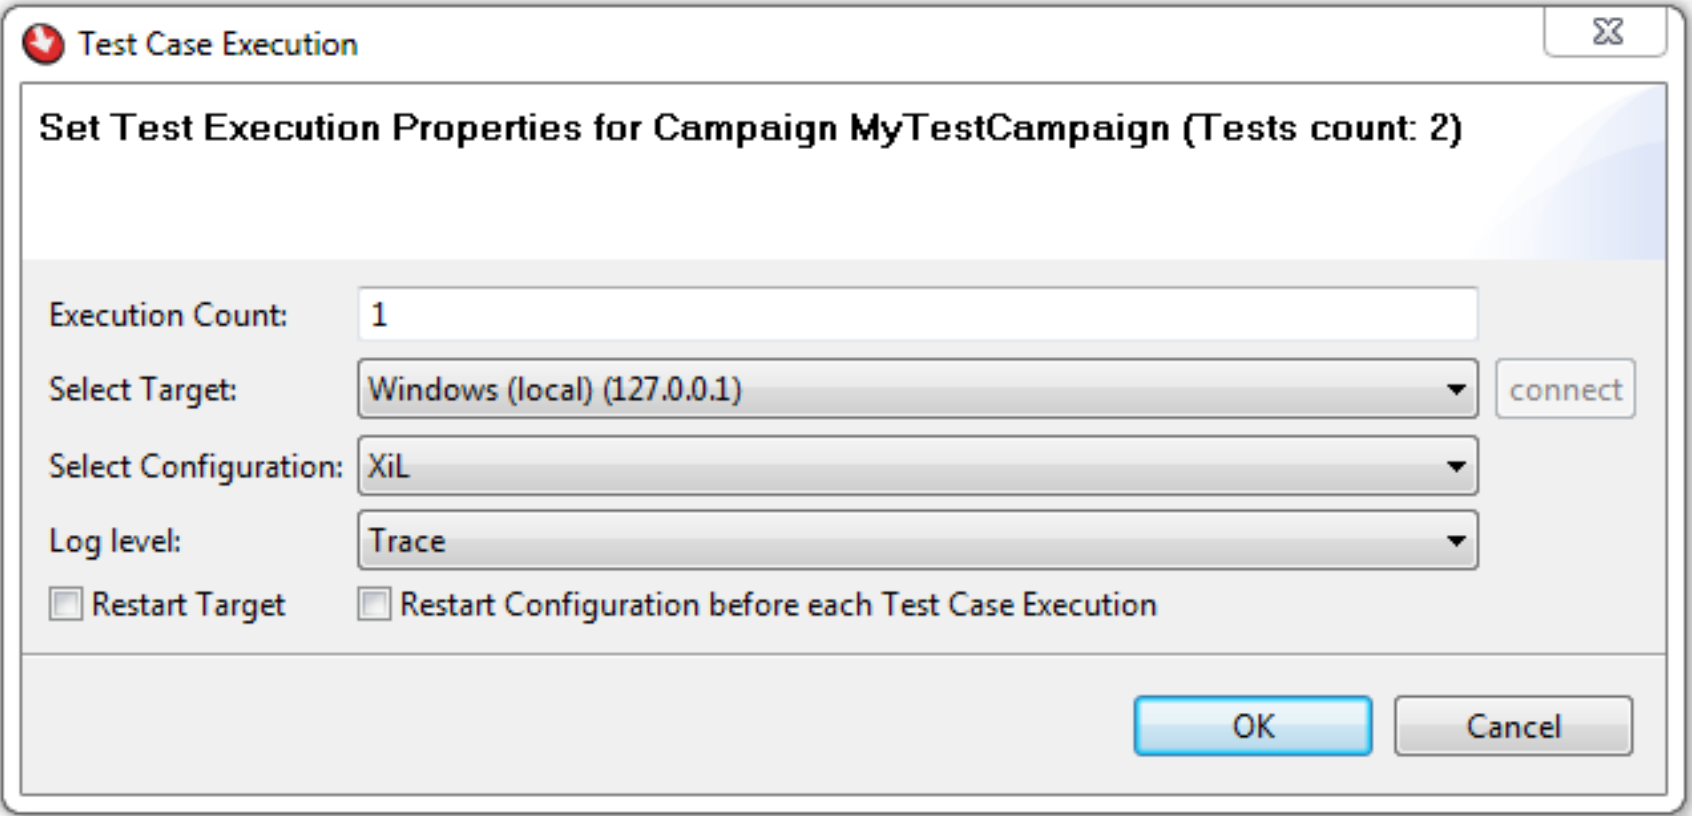 Test Case Execution
Set Test Execution Properties for Campaign MyTestCampaign (Tests count: 2)
Execution Count: 1
Select Target: Windows (local) (127.0.0.1) connect
Select Configuration: XiL
Log level: Trace
Restart Target Restart Configuration before each Test Case Execution
OK Cancel